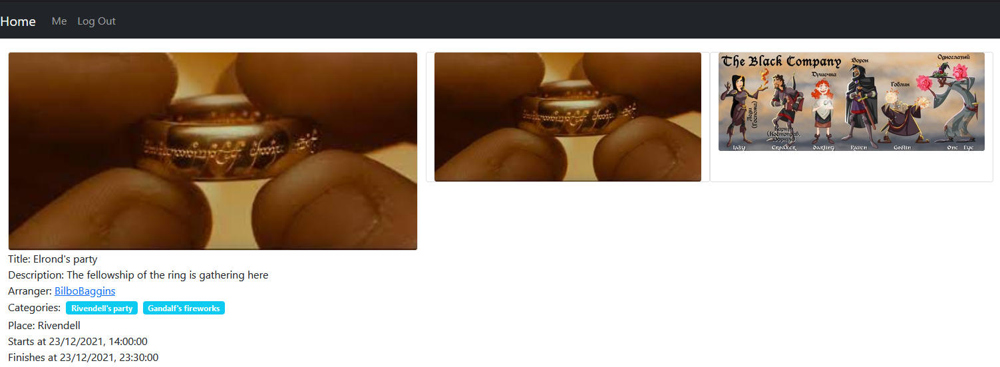 Home Me Log Out
The Black Company
Ворон
Одноглазый
Душечка
Гоблин
Леди
(Госпожа)
Каркун
(Костоправ,
Lady Croaker Darling Raven Goblin One Eye
Title: Elrond's party
Description: The fellowship of the ring is gathering here
Arranger: BilboBaggins
Categories: Rivendell's party Gandalf's fireworks
Place: Rivendell
Starts at 23/12/2021, 14:00:00
Finishes at 23/12/2021, 23:30:00